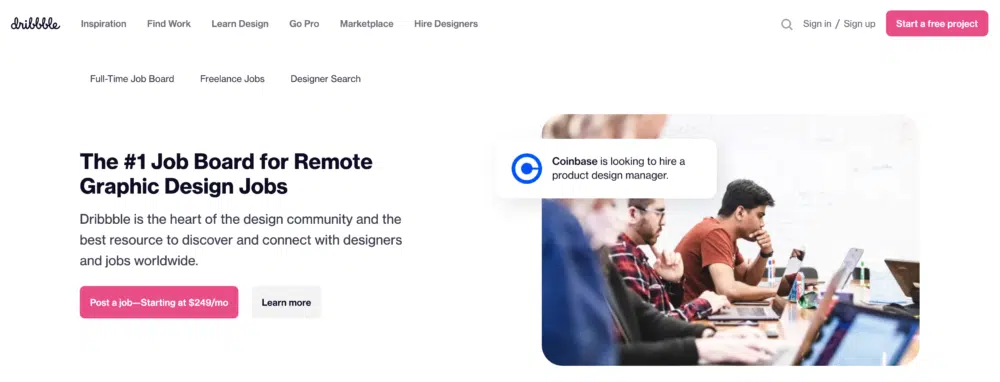 dribbble Inspiration Find Work Learn Design Go Pro Marketplace Hire Designers Sign in / Sign up Start a free project
Full-Time Job Board Freelance Jobs Designer Search
The #1 Job Board for Remote
Graphic Design Jobs
Dribbble is the heart of the design community and the
best resource to discover and connect with designers
and jobs worldwide.
Post a job—Starting at $249/mo Learn more
Coinbase is looking to hire a
product design manager.